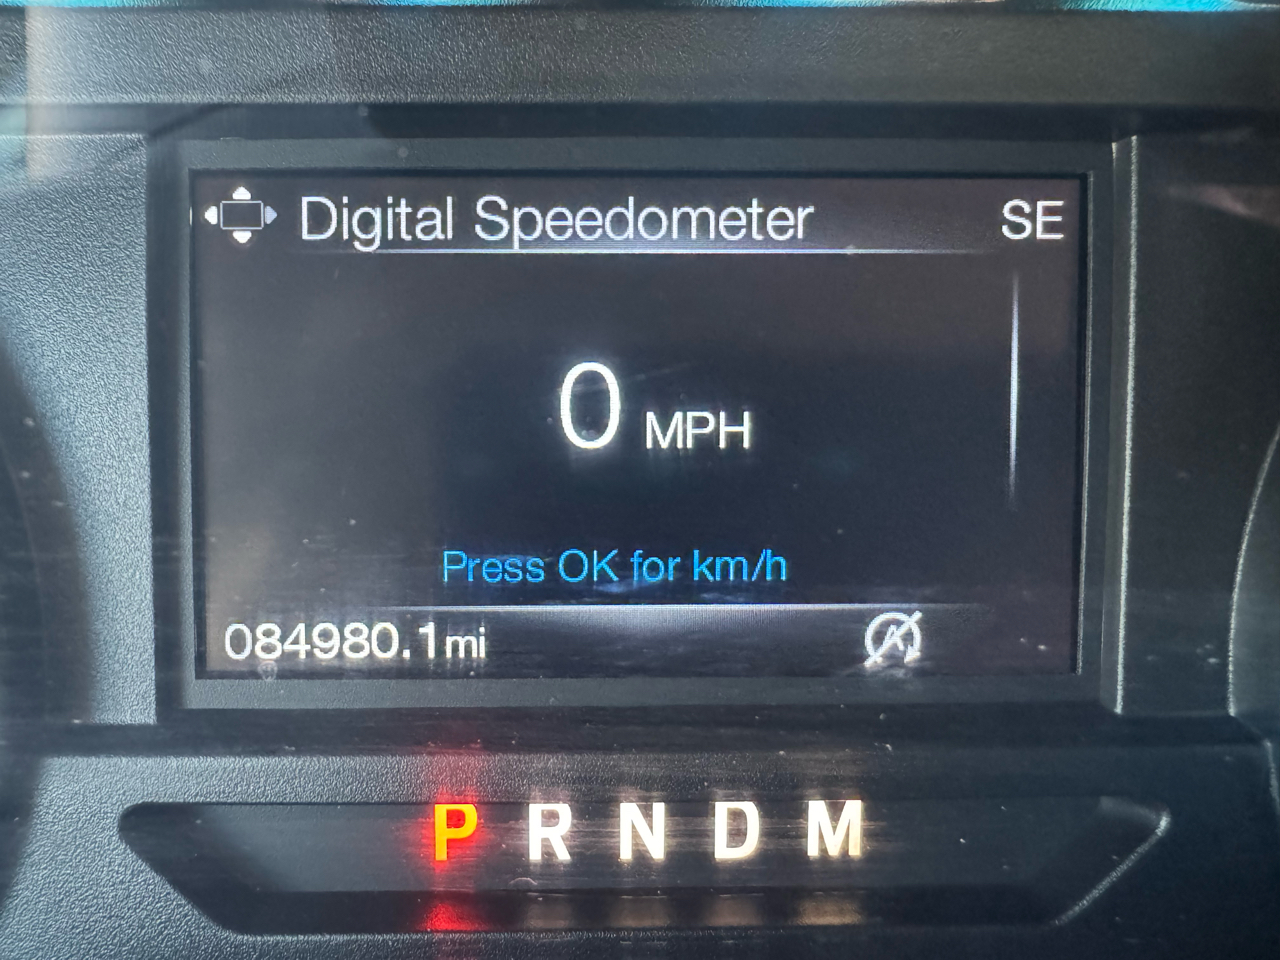 Digital Speedometer SE
0 MPH
Press OK for km/h
084980.1mi
P R N D M